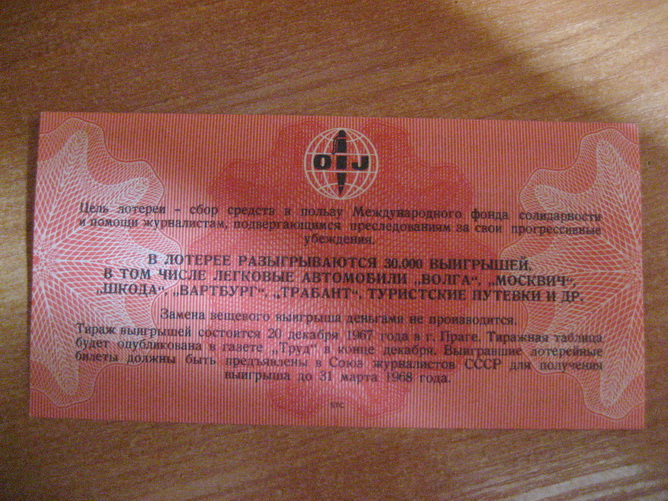 OIJ
Цель лотереи - сбор средств в пользу Международного фонда солидарности
и помощи журналистам, подвергающимся преследованиям за свои прогрессивные
убеждения.
В ЛОТЕРЕЕ РАЗЫГРЫВАЮТСЯ 30.000 ВЫИГРЫШЕЙ,
В ТОМ ЧИСЛЕ ЛЕГКОВЫЕ АВТОМОБИЛИ „ВОЛГА“, „МОСКВИЧ“,
„ШКОДА“, „ВАРТБУРГ“, „ТРАБАНТ“, ТУРИСТСКИЕ ПУТЕВКИ И ДР.
Замена вещевого выигрыша деньгами не производится.
Тираж выигрышей состоится 20 декабря 1967 года в г. Праге. Тиражная таблица
будет опубликована в газете „Труд“ в конце декабря. Выигравшие лотерейные
билеты должны быть предъявлены в Союз журналистов СССР для получения
выигрыша до 31 марта 1968 года.